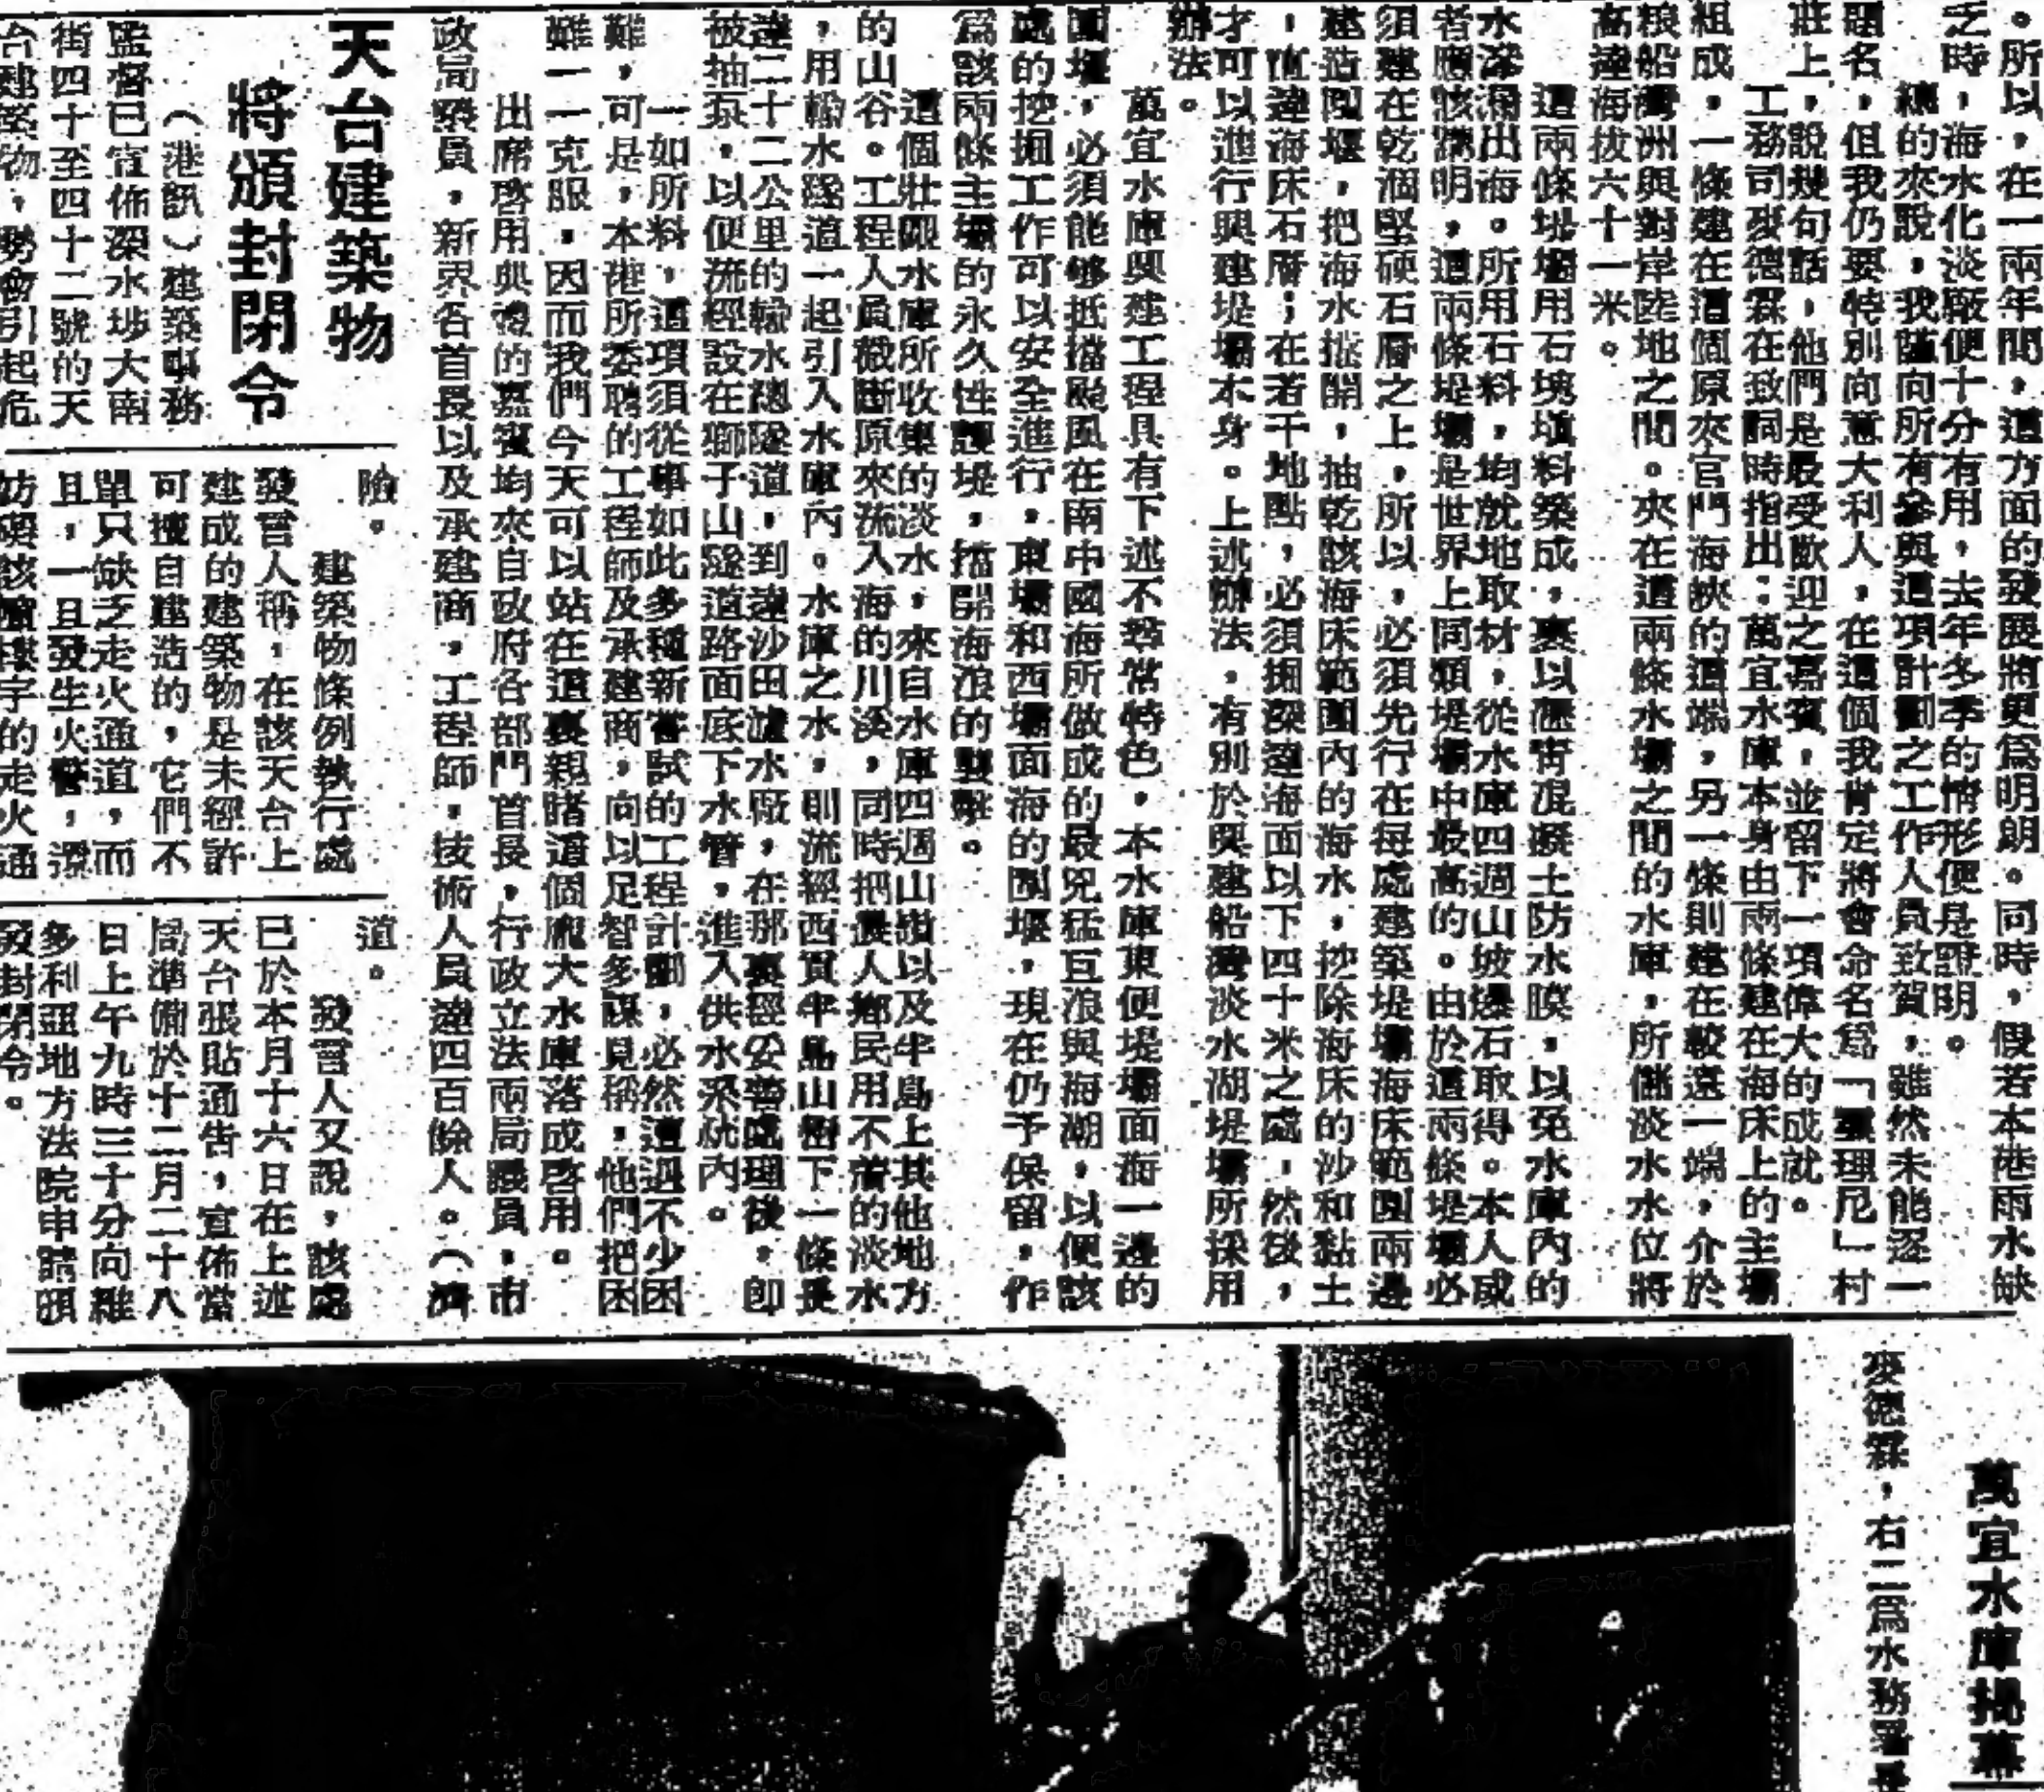 。所以，在一兩年間，這方面的發展將更爲明朗。同時，假若本港雨水缺
乏時，海水化淡廠便十分有用，去年冬季的情形便是證明。
總的來說，我謹向所有參與這項計劃之工作人員致賀，雖然未能逐一
題名，但我仍要特別向意大利人，在這個我肯定將會命名爲「理尼」村
莊上，說幾句話，他們是最受歡迎之嘉賓，並留下一項偉大的成就。
工務司麥德霖在致詞時指出：萬宜水庫本身由兩條建在海床上的主壩
組成，一條建在這個原來官門海峽的這端，另一條則建在較遠一端，介於
粮船灣洲與對岸陸地之間。夾在這兩條水壩之間的水庫，所儲淡水水位將
高達海拔六十一米。
這兩條堤壩用石塊塡料築成，裹以瀝青混凝土防水膜，以免水庫內的
水滲漏出海。所用石料，均就地取材，從水庫四週山坡爆石取得。本人或
者應該講明，這兩條堤壩是世界上同類堤壩中最高的。由於這兩條堤壩必
須建在乾涸堅硬石層之上，所以，必須先行在每處建築堤壩海床範圍兩邊
建造圍堰，把海水攔開，抽乾該海床範圍內的海水，挖除海床的沙和黏土
，直達海床石層；在若干地點，必須掘深達海面以下四十米之處，然後，
才可以進行興建堤壩本身。上述辦法，有別於興建船灣淡水湖堤壩所採用
辦法。
萬宜水庫興建工程具有下述不尋常特色，本水庫東便堤壩面海一邊的
圍堰，必須能够抵擋颱風在南中國海所做成的最兇猛巨浪與海潮，以便該
處的挖掘工作可以安全進行，東壩和西壩面海的圍堰，現在仍予保留，作
爲該兩條主壩的永久性護堤，擋開海浪的襲擊。
這個壯觀水庫所收集的淡水，來自水庫四週山嶺以及半島上其他地方
的山谷。工程人員截斷原來流入海的川溪，同時把農人鄉民用不着的淡水
，用輸水隧道一起引入水庫內。水庫之水，則流經西貢半島山樹下一條長
達二十二公里的輸水總隧道，到達沙田濾水廠，在那裏經妥善處理後，即
被抽泵，以便流經設在獅子山隧道路面底下水管，進入供水系統內。
一如所料，這項須從事如此多種新嘗試的工程計劃，必然遭遇不少困
難，可是，本港所委聘的工程師及承建商，向以足智多謀見稱，他們把困
難一一克服，因而我們今天可以站在這裏親睹這個龐大水庫落成啓用。
出席啓用典禮的嘉賓均來自政府各部門首長，行政立法兩局議員，市
政局議員，新界各首長以及承建商，工程師，技術人員達四百餘人。（濟
天台建築物
將頒封閉令
（港訊）建築事務
監督已宣佈深水埗大南
街四十至四十二號的天
台建築物，勢會引起危
險。
建築物條例執行處
發言人稱，在該天台上
建成的建築物是未經許
可擅自建造的，它們不
單只缺乏走火通道，而
且，一旦發生火警，還
妨礙該幢樓宇的走火通
道。
發言人又說，該處
已於本月十六日在上述
天台張貼通告，宣佈當
局準備於十二月二十八
日上午九時三十分向維
多利亞地方法院申請頒
發封閉令。
萬宜水庫揭幕
麥德霖，右二爲水務署長